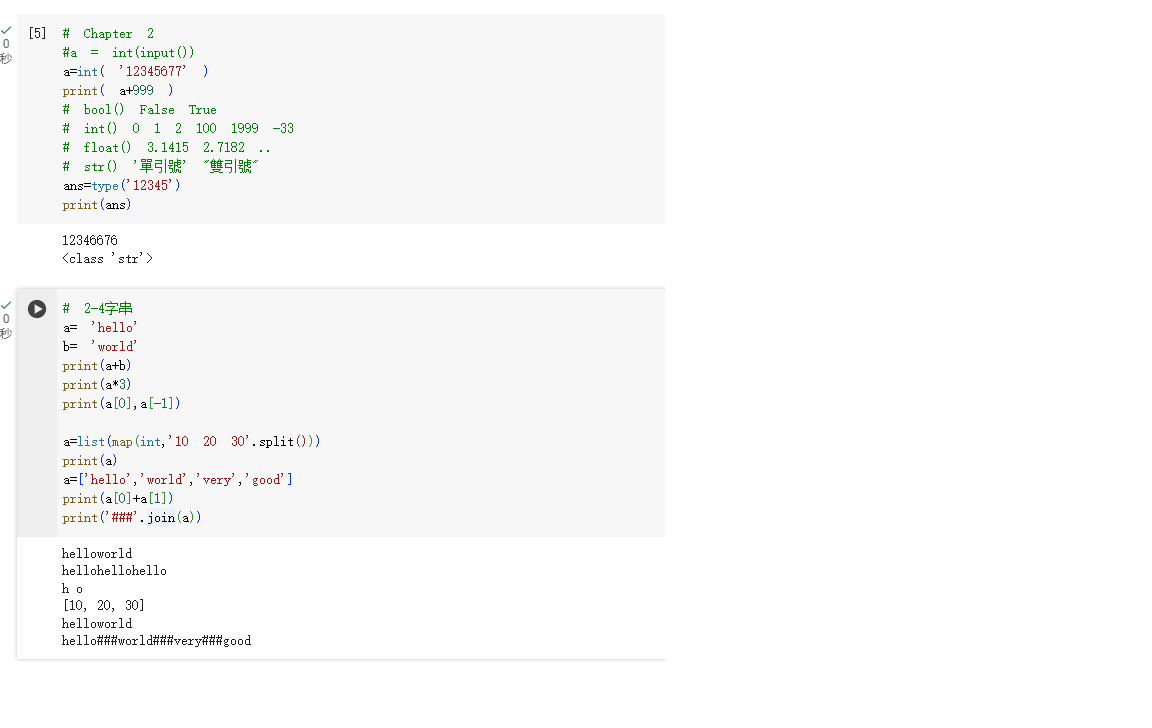 [5]
# Chapter 2
#a = int(input())
a=int( '12345677' )
print( a+999 )
# bool() False True
# int() 0 1 2 100 1999 -33
# float() 3.1415 2.7182 ..
# str() '單引號' "雙引號"
ans=type('12345')
print(ans)
0
秒
12346676
<class 'str'>
# 2-4字串
a= 'hello'
b= 'world'
print(a+b)
print(a*3)
print(a[0],a[-1])
a=list(map(int,'10 20 30'.split()))
print(a)
a=['hello','world','very','good']
print(a[0]+a[1])
print('###'.join(a))
0
秒
helloworld
hellohellohello
h o
[10, 20, 30]
helloworld
hello###world###very###good